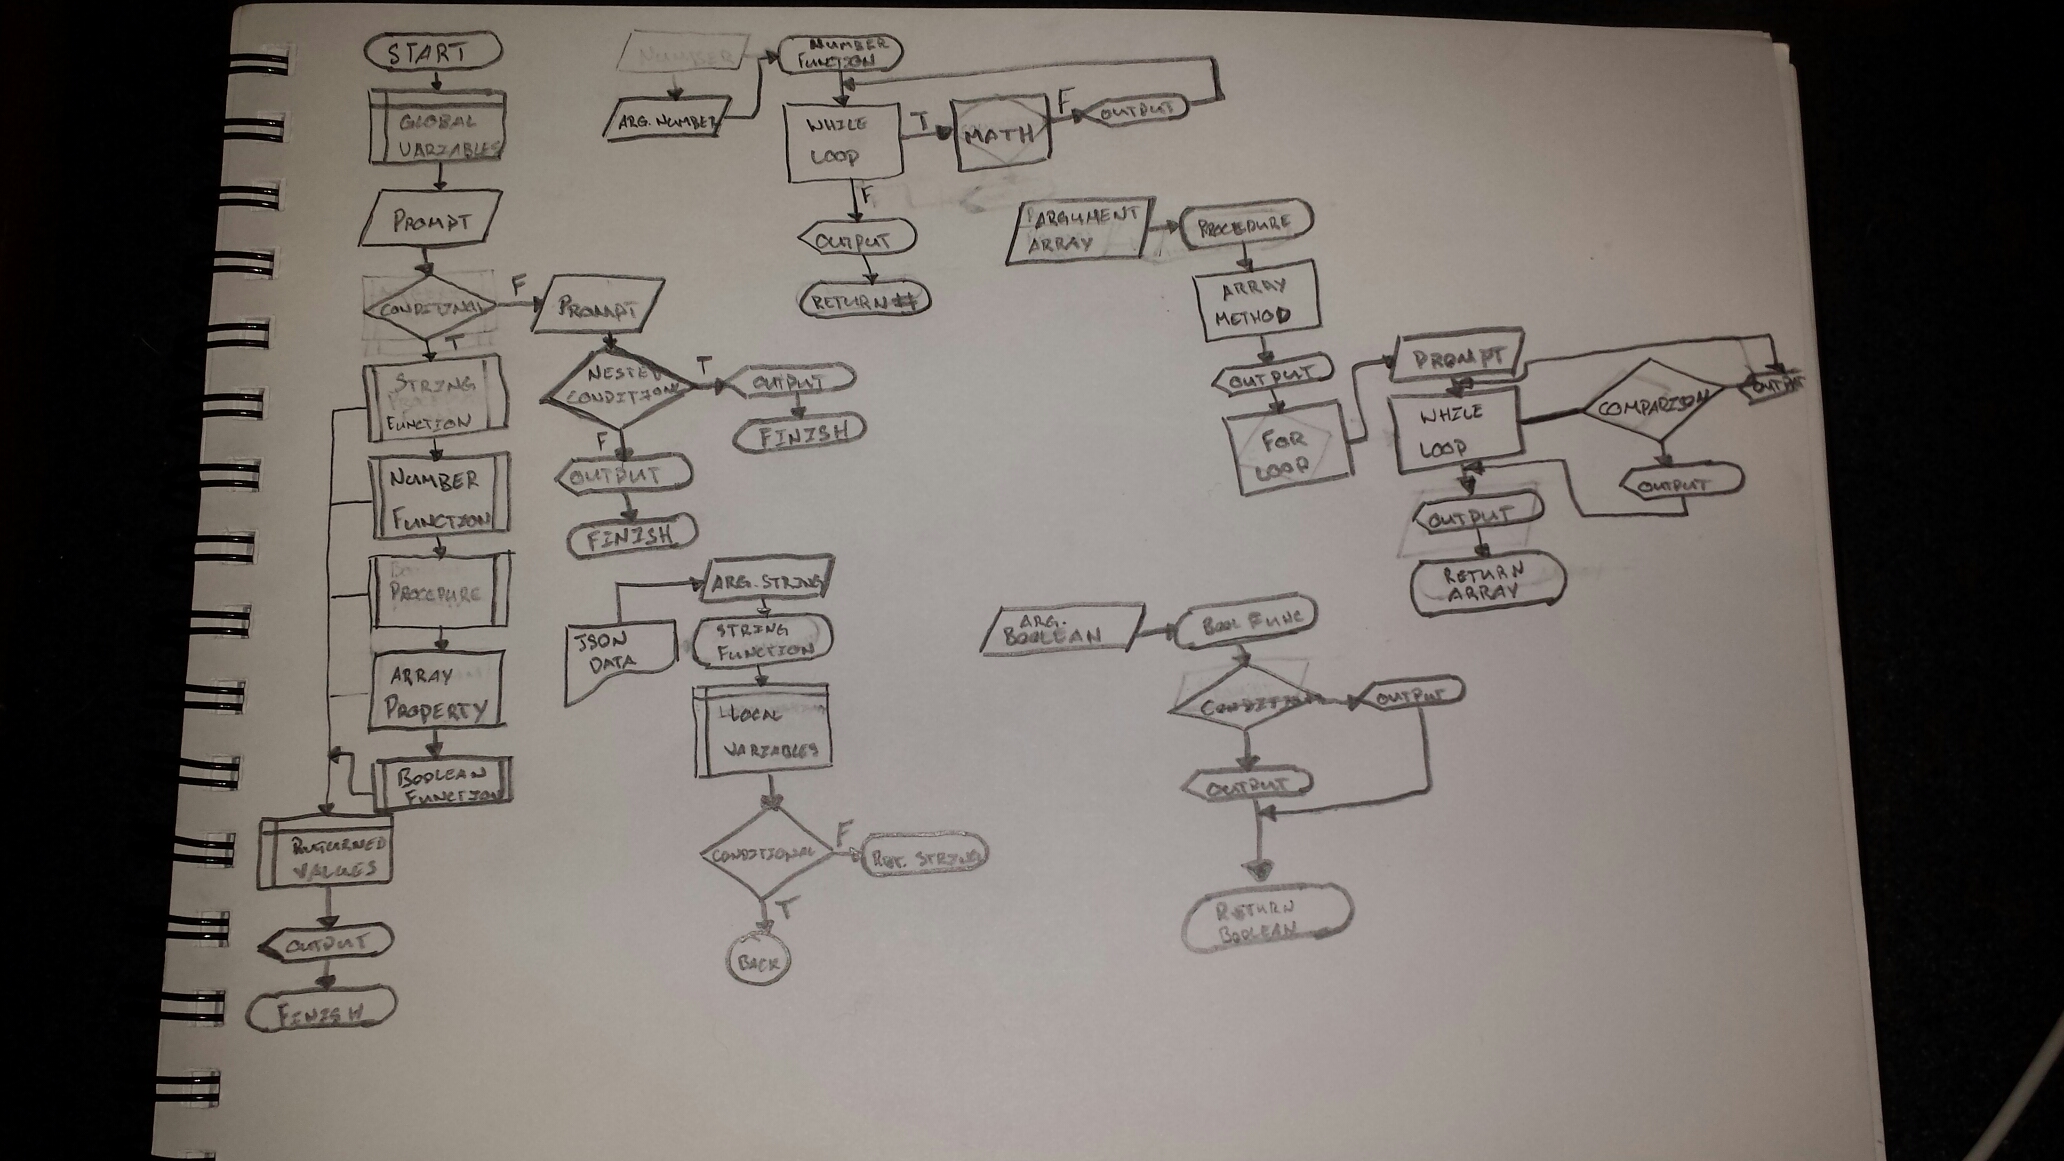 START
GLOBAL
VARIABLES
PROMPT
CONDITIONAL
F
T
PROMPT
NESTED
CONDITIONAL
T
OUTPUT
FINISH
F
OUTPUT
FINISH
STRING
FUNCTION
NUMBER
FUNCTION
PROCEDURE
ARRAY
PROPERTY
BOOLEAN
FUNCTION
RETURNED
VALUES
OUTPUT
FINISH
NUMBER
ARG. NUMBER
NUMBER
FUNCTION
WHILE
LOOP
T
MATH
F
OUTPUT
F
OUTPUT
RETURN #
JSON
DATA
ARG. STRING
STRING
FUNCTION
LOCAL
VARIABLES
CONDITIONAL
F
RET. STRING
T
BACK
ARGUMENT
ARRAY
PROCEDURE
ARRAY
METHOD
OUTPUT
FOR
LOOP
PROMPT
WHILE
LOOP
COMPARISON
OUTPUT
OUTPUT
OUTPUT
RETURN
ARRAY
ARG.
BOOLEAN
BOOL FUNC
CONDITION
OUTPUT
OUTPUT
RETURN
BOOLEAN